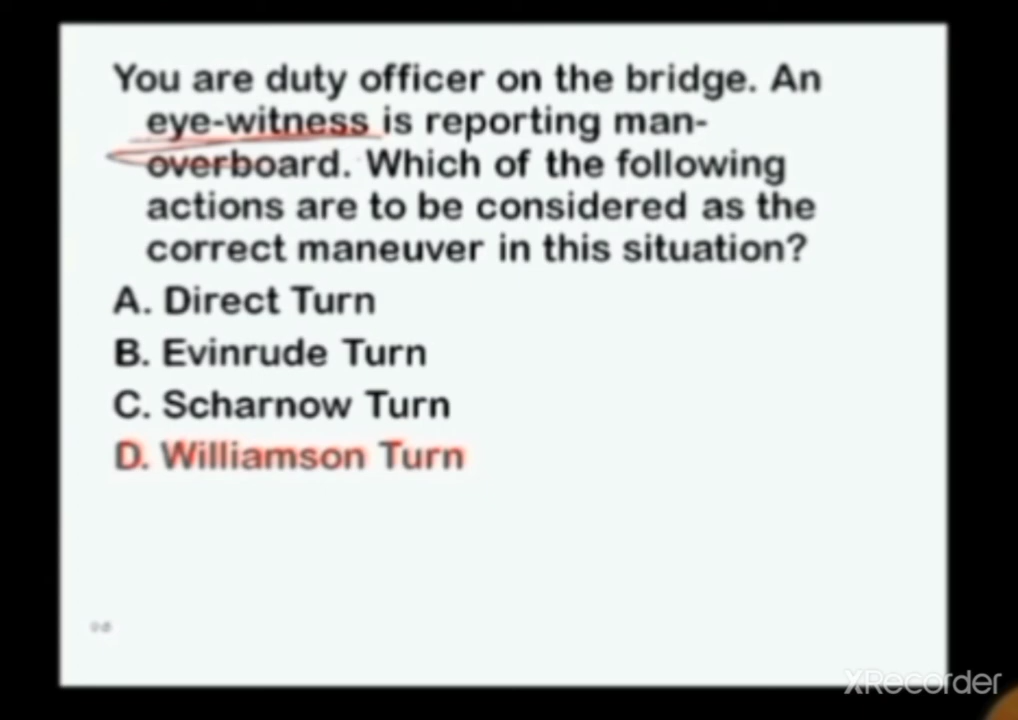 You are duty officer on the bridge. An
eye-witness is reporting man-
overboard. Which of the following
actions are to be considered as the
correct maneuver in this situation?
A. Direct Turn
B. Evinrude Turn
C. Scharnow Turn
D. Williamson Turn
XRecorder